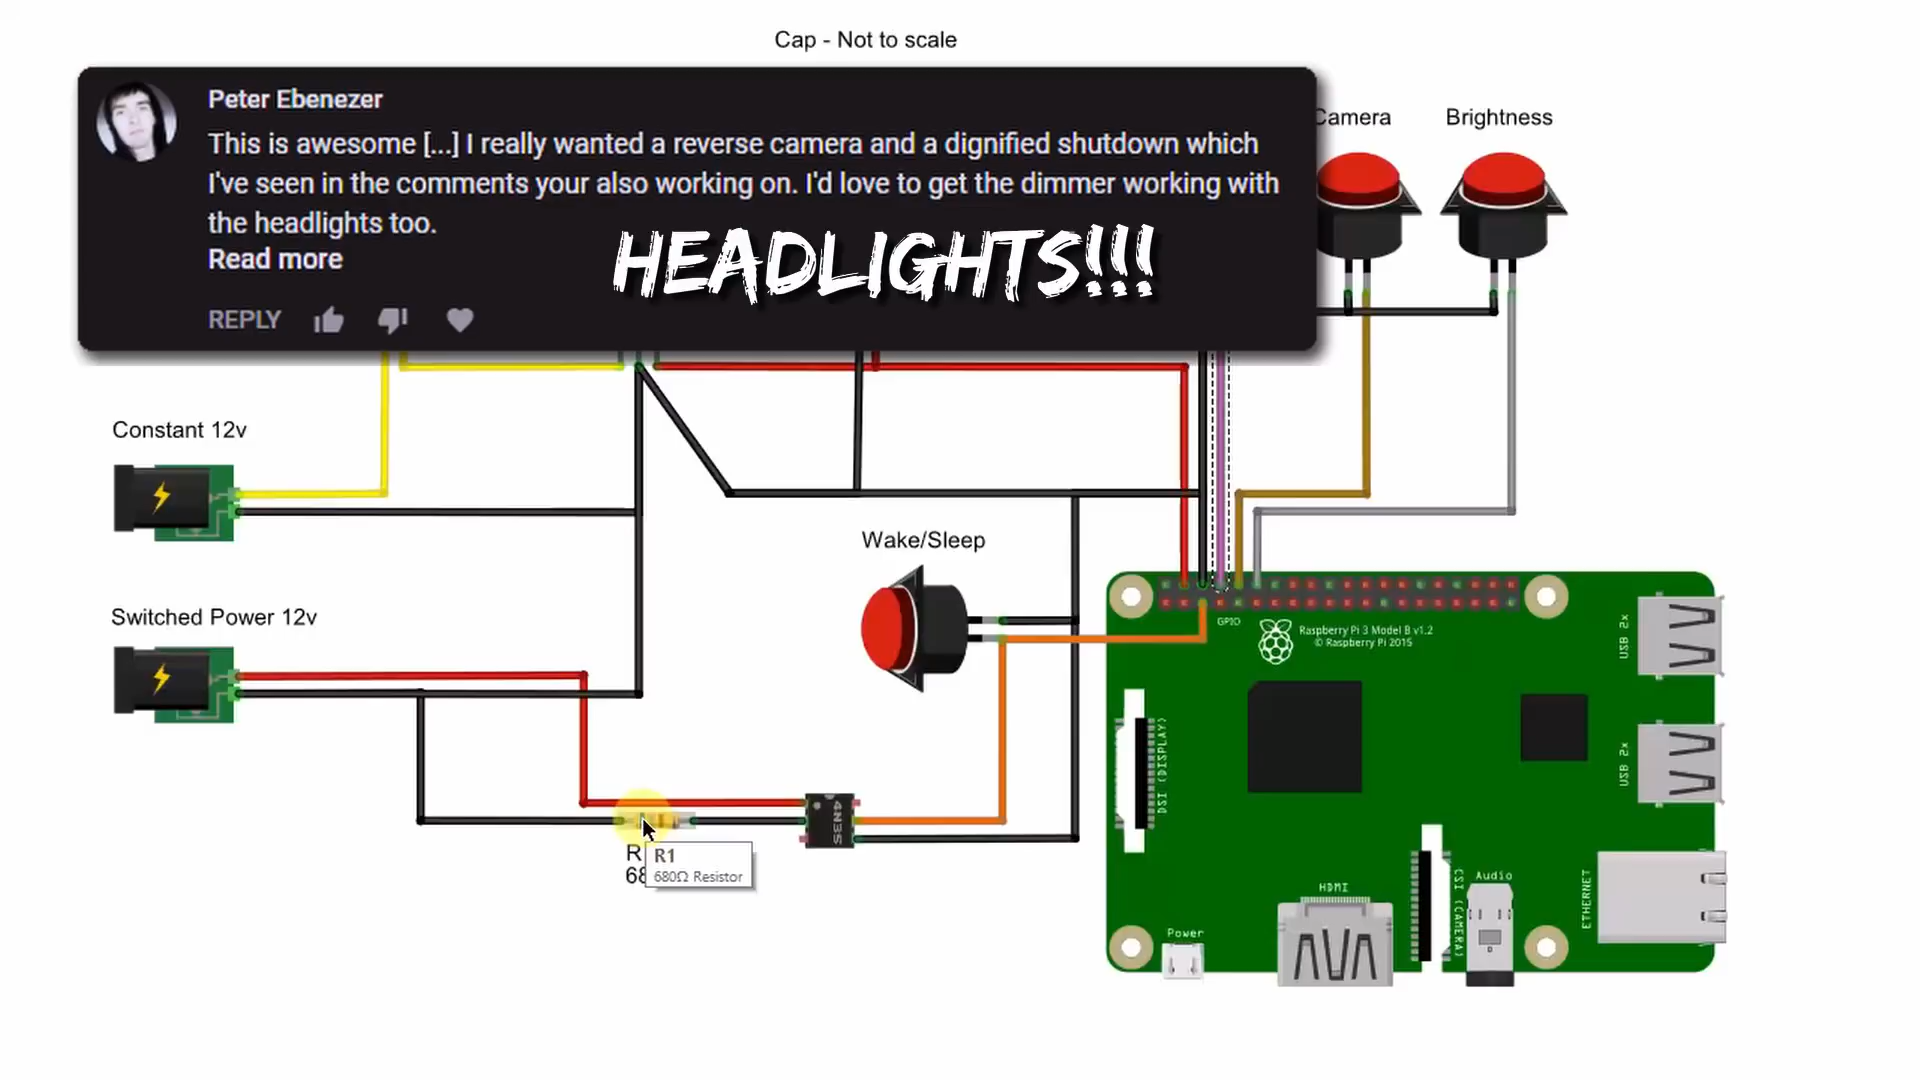 Cap - Not to scale
Peter Ebenezer
This is awesome [...] I really wanted a reverse camera and a dignified shutdown which
I've seen in the comments your also working on. I'd love to get the dimmer working with
the headlights too.
Read more
HEADLIGHTS!!!
REPLY
Camera
Brightness
Constant 12v
Wake/Sleep
Switched Power 12v
GPIO
Raspberry Pi 3 Model B v1.2
© Raspberry Pi 2015
USB 2x
DSI (DISPLAY)
USB 2x
4N35
R1
680Ω Resistor
HDMI
CSI (CAMERA)
Audio
ETHERNET
Power